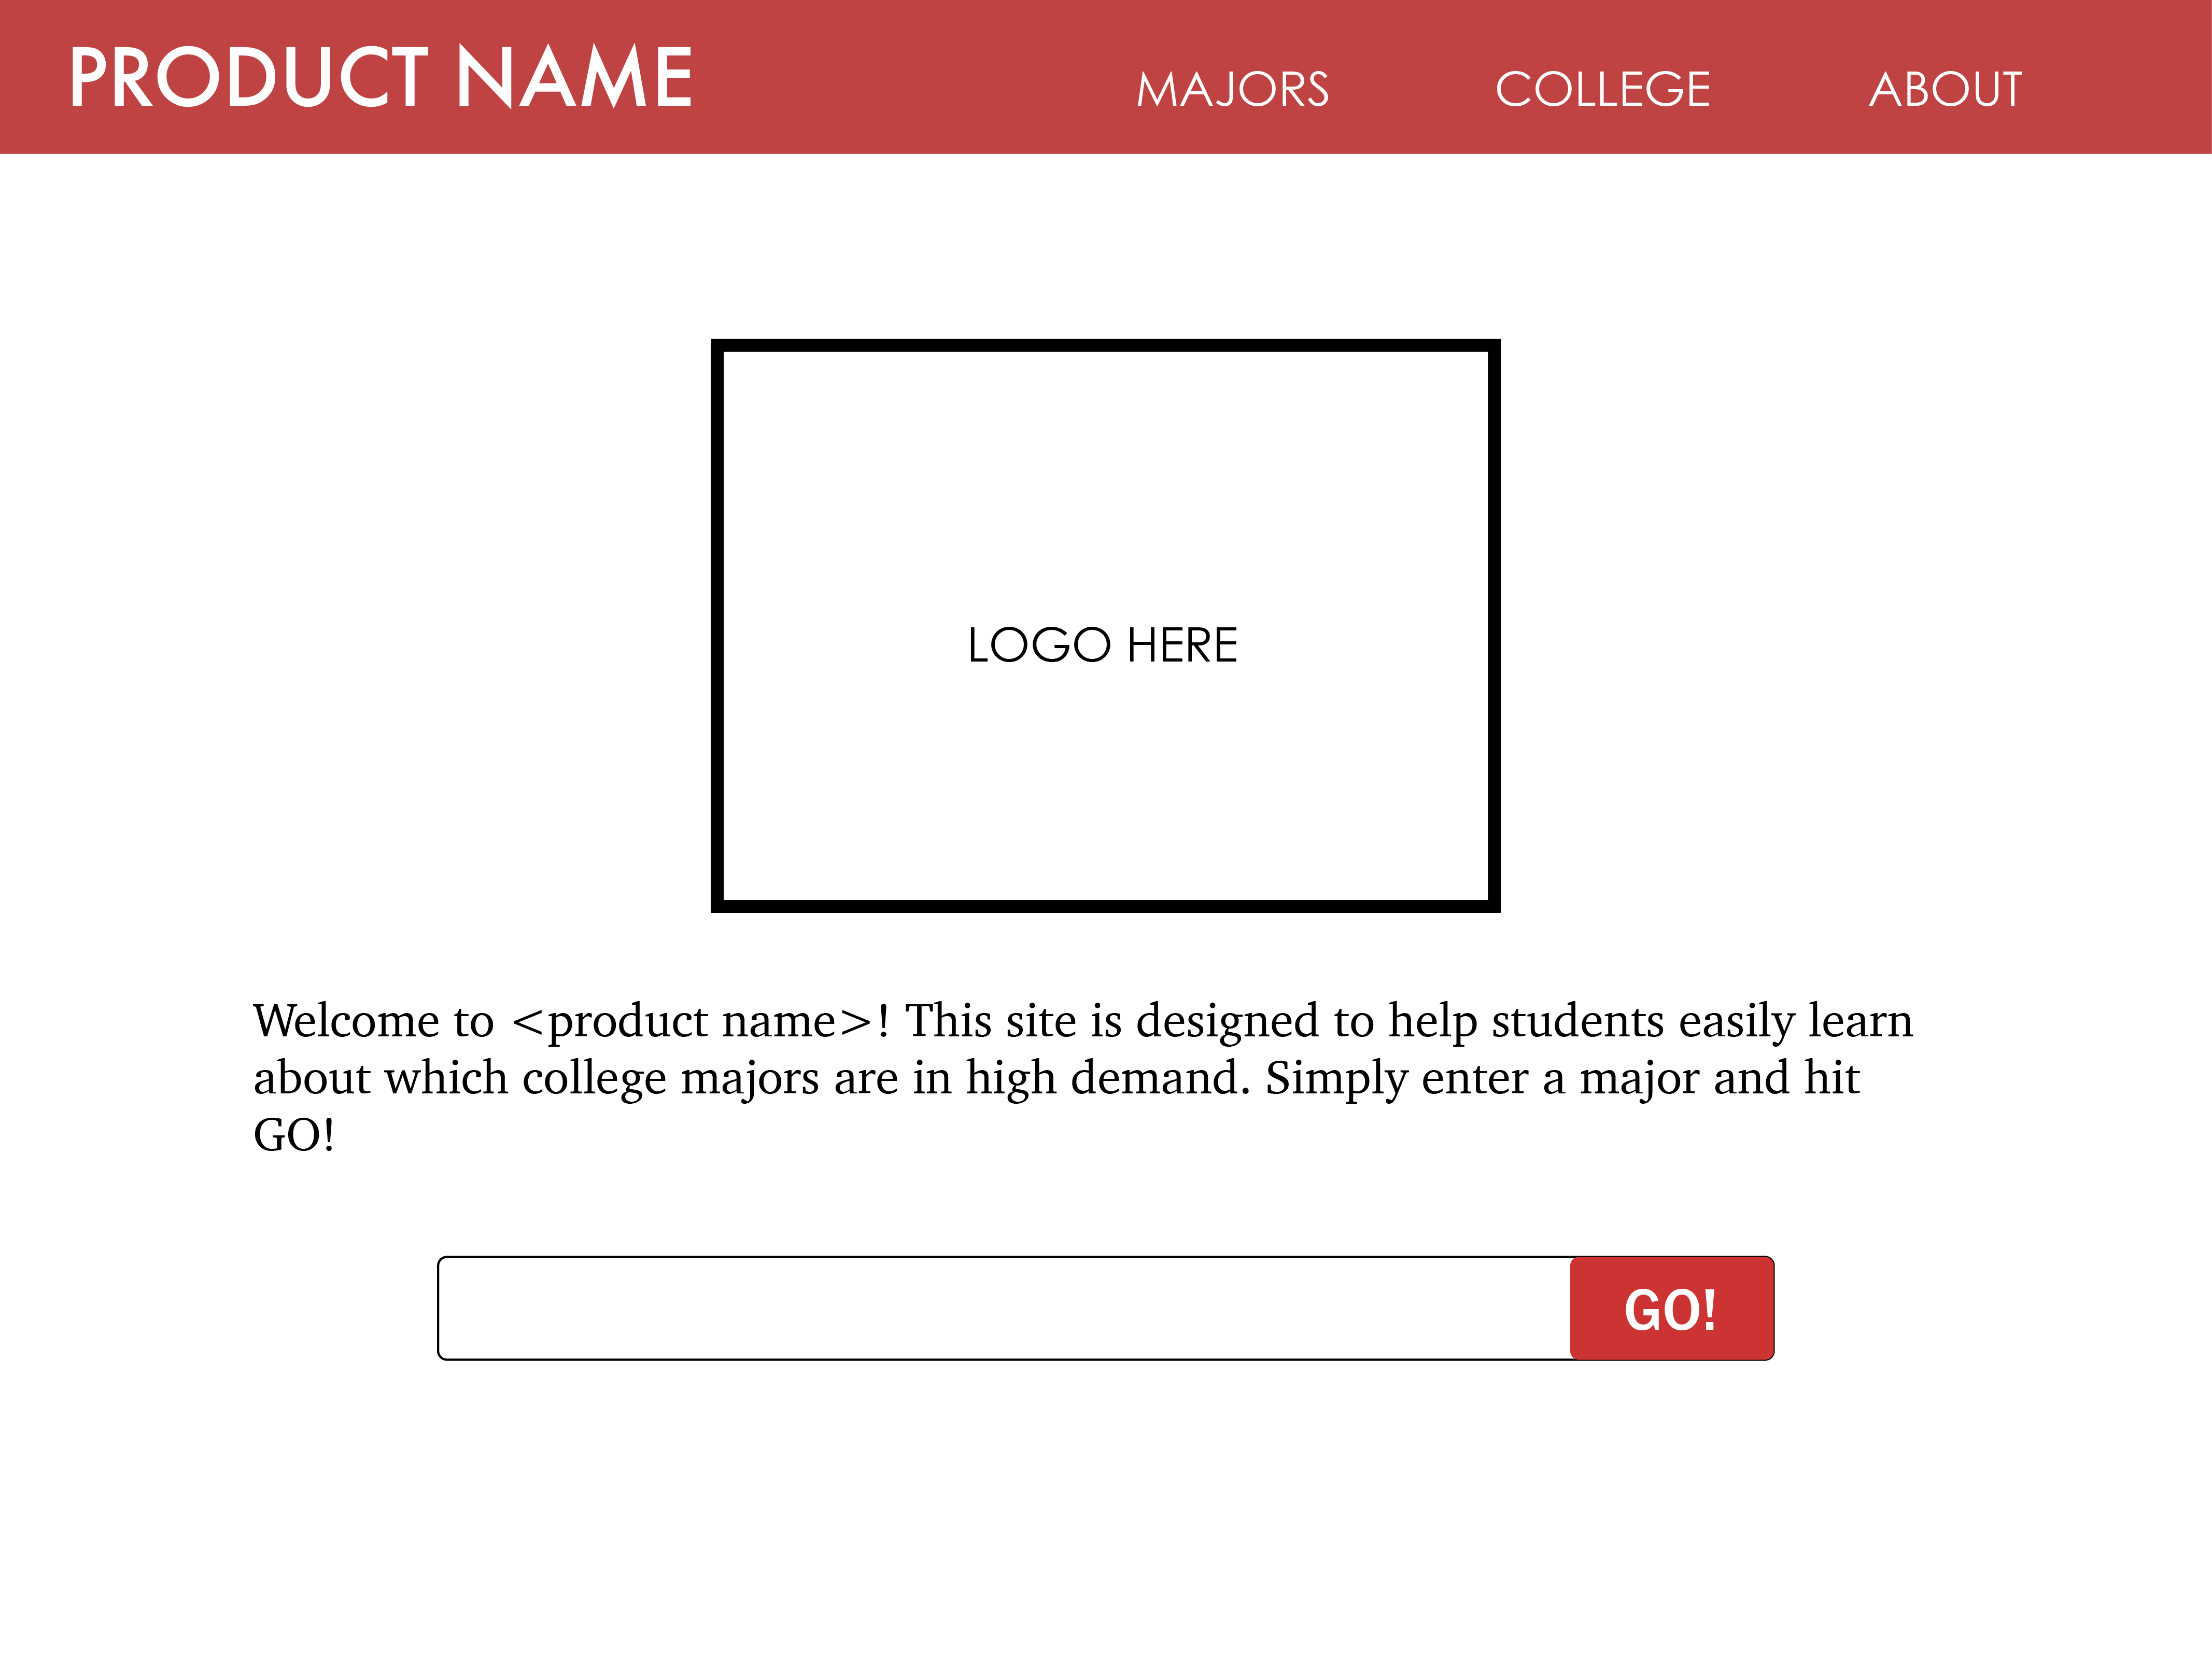 PRODUCT NAME
MAJORS
COLLEGE
ABOUT
LOGO HERE
Welcome to <product name>! This site is designed to help students easily learn
about which college majors are in high demand. Simply enter a major and hit
GO!
GO!